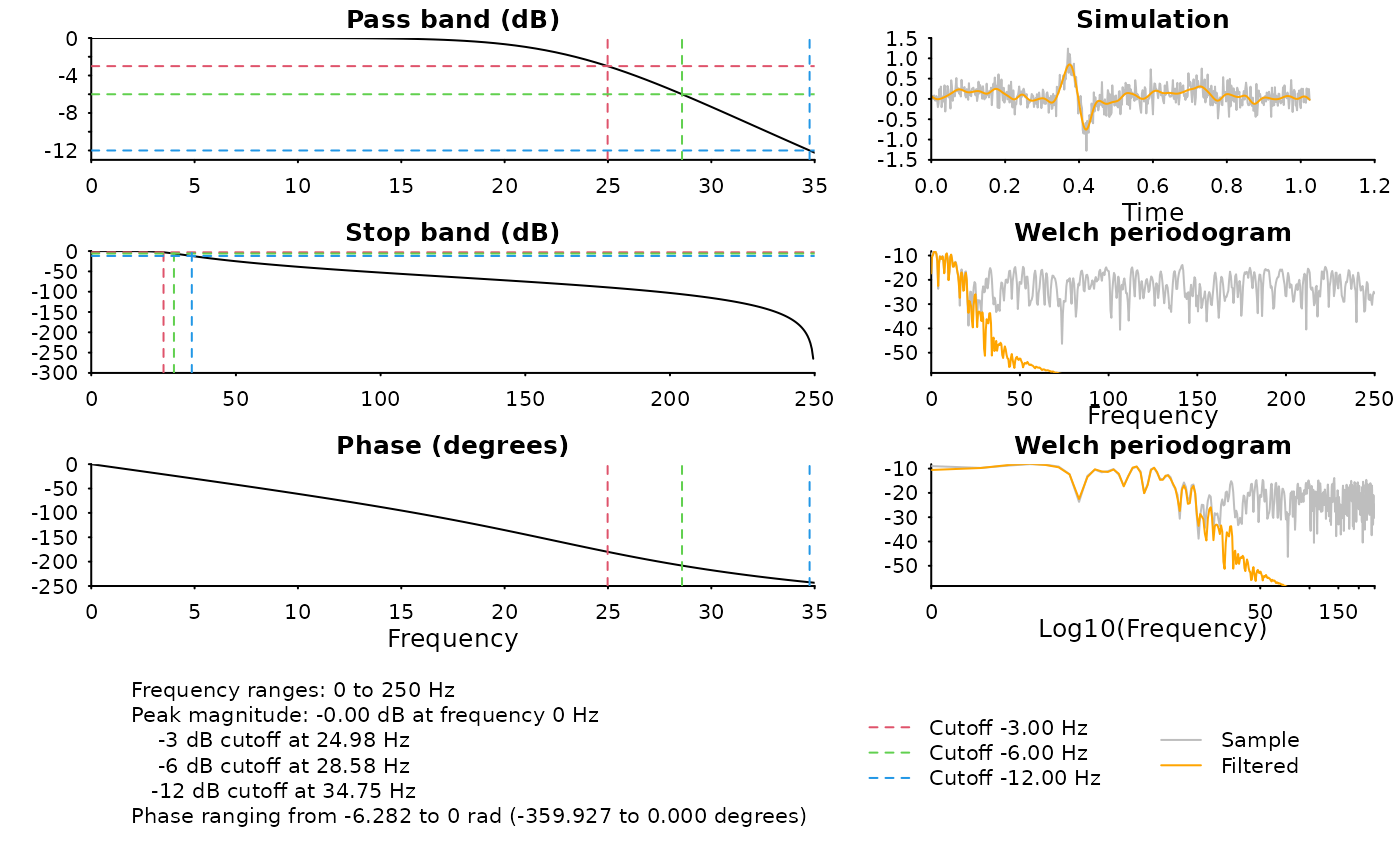 Pass band (dB)
0
-4
-8
-12
0 5 10 15 20 25 30 35
Simulation
1.5
1.0
0.5
0.0
-0.5
-1.0
-1.5
0.0 0.2 0.4 0.6 0.8 1.0 1.2
Time
Stop band (dB)
0
-50
-100
-150
-200
-250
-300
0 50 100 150 200 250
Welch periodogram
-10
-20
-30
-40
-50
0 50 100 150 200 250
Frequency
Phase (degrees)
0
-50
-100
-150
-200
-250
0 5 10 15 20 25 30 35
Frequency
Welch periodogram
-10
-20
-30
-40
-50
0 50 150
Log10(Frequency)
Frequency ranges: 0 to 250 Hz
Peak magnitude: -0.00 dB at frequency 0 Hz
-3 dB cutoff at 24.98 Hz
-6 dB cutoff at 28.58 Hz
-12 dB cutoff at 34.75 Hz
Phase ranging from -6.282 to 0 rad (-359.927 to 0.000 degrees)
Cutoff -3.00 Hz
Cutoff -6.00 Hz
Cutoff -12.00 Hz
Sample
Filtered